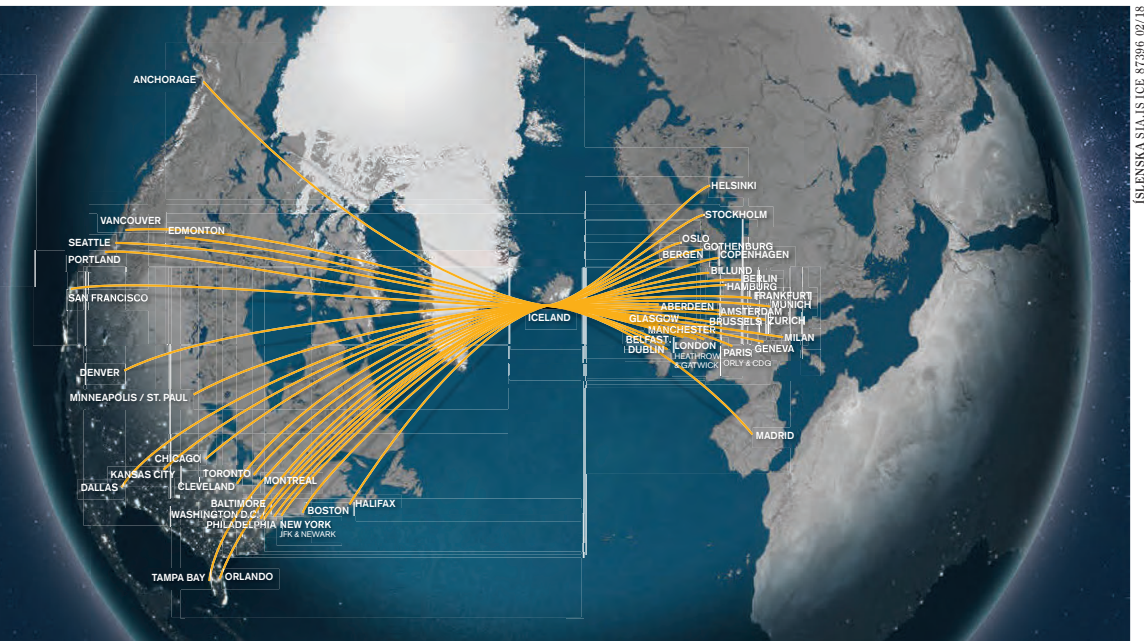 ÍSLENSKA SIA.IS ICE 87396 02/18
ANCHORAGE
VANCOUVER
EDMONTON
SEATTLE
PORTLAND
SAN FRANCISCO
DENVER
MINNEAPOLIS / ST. PAUL
CHICAGO
KANSAS CITY
DALLAS
TORONTO
CLEVELAND
MONTREAL
BALTIMORE
WASHINGTON D.C.
PHILADELPHIA
NEW YORK
JFK & NEWARK
BOSTON
HALIFAX
TAMPA BAY
ORLANDO
ICELAND
HELSINKI
STOCKHOLM
OSLO
GOTHENBURG
BERGEN
COPENHAGEN
BILLUND
BERLIN
HAMBURG
FRANKFURT
MUNICH
ABERDEEN
AMSTERDAM
GLASGOW
BRUSSELS
ZURICH
MANCHESTER
BELFAST
MILAN
DUBLIN
LONDON
HEATHROW
& GATWICK
PARIS
ORLY & CDG
GENEVA
MADRID